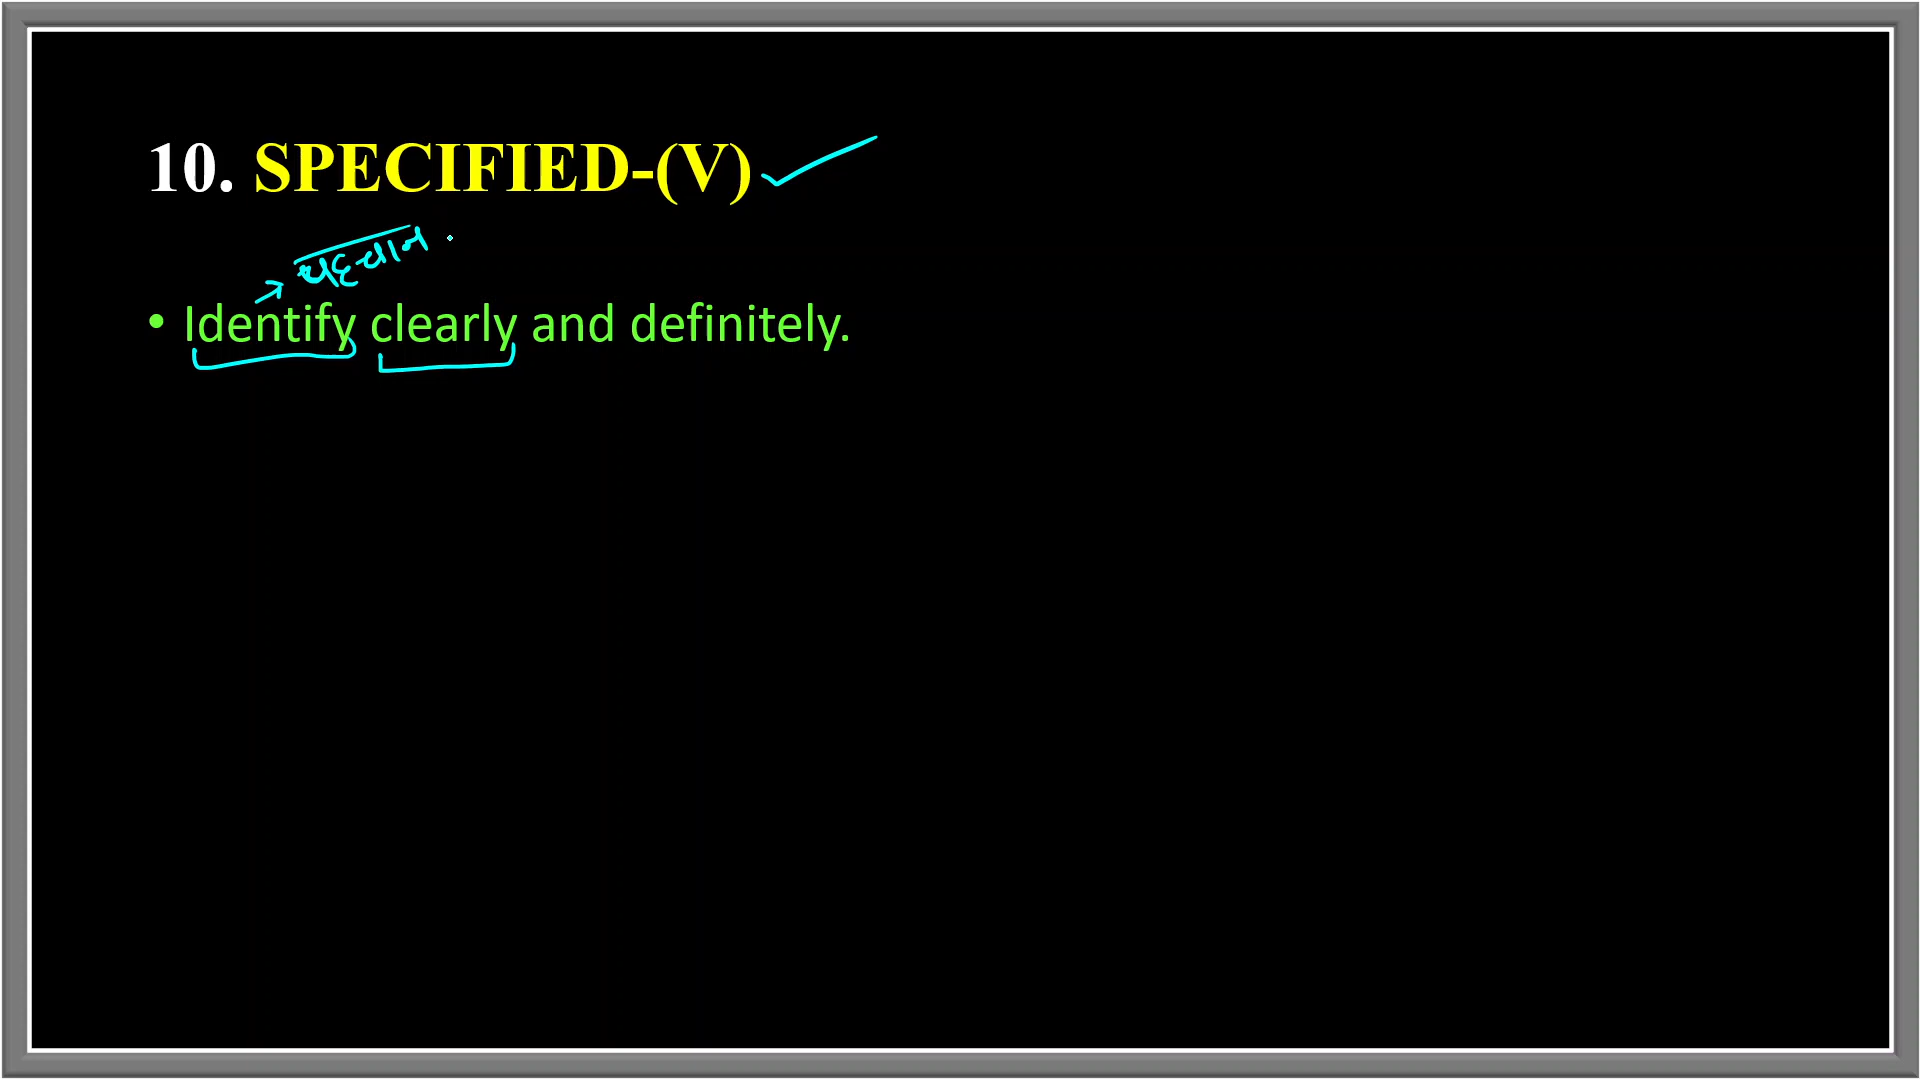 10. SPECIFIED-(V)
पहचान
• Identify clearly and definitely.